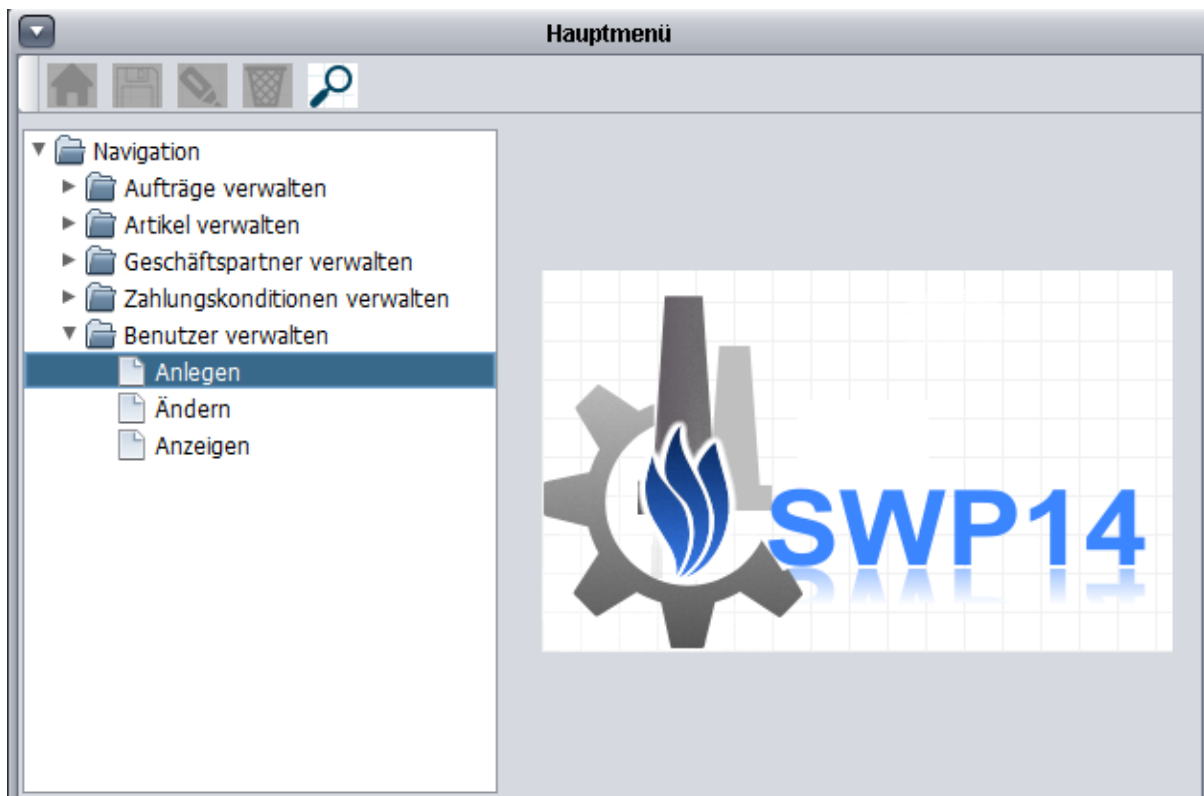 Hauptmenü
Navigation
Aufträge verwalten
Artikel verwalten
Geschäftspartner verwalten
Zahlungskonditionen verwalten
Benutzer verwalten
Anlegen
Ändern
Anzeigen
SWP14